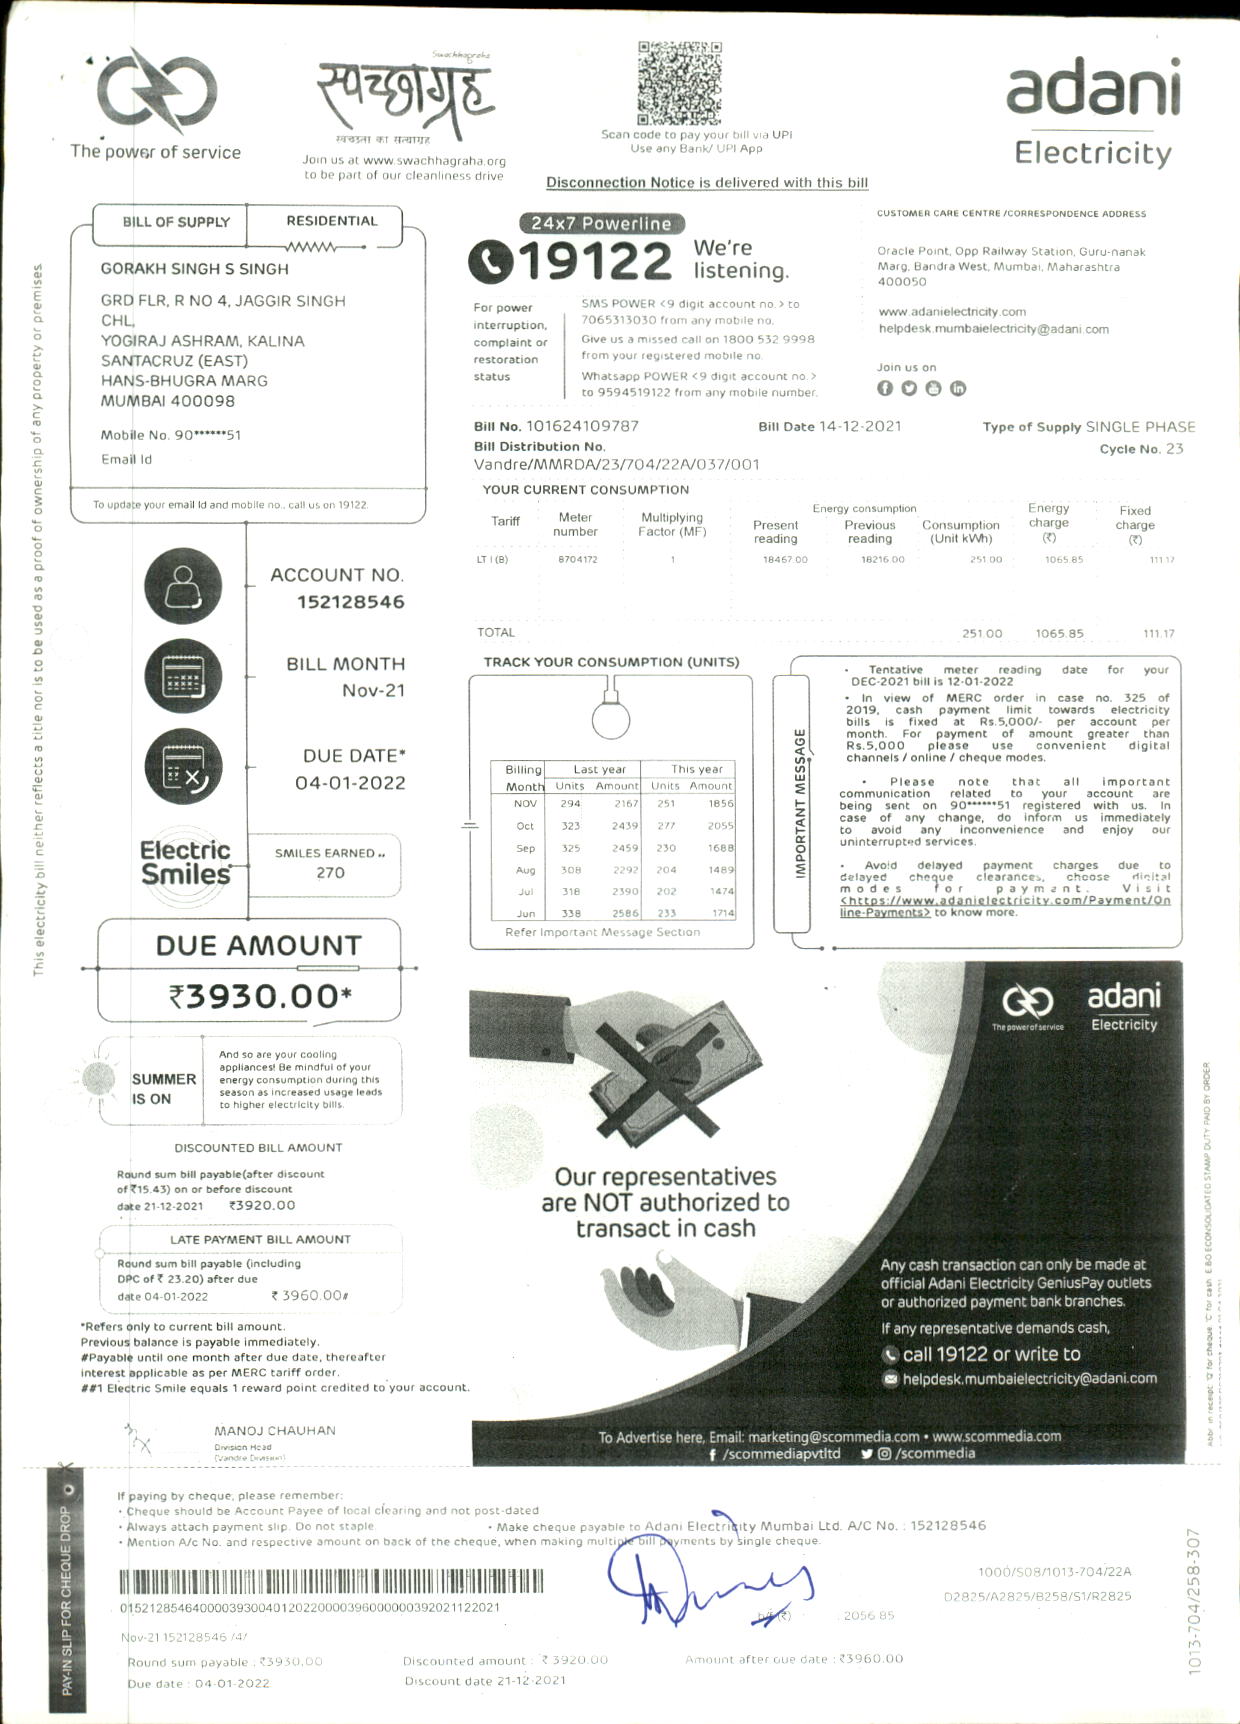 The power of service
Swachhagraha
स्वच्छाग्रह
स्वच्छता का सत्याग्रह
Join us at www.swachhagraha.org
to be part of our cleanliness drive
Scan code to pay your bill via UPI
Use any Bank/ UPI App
adani
Electricity
Disconnection Notice is delivered with this bill
BILL OF SUPPLY
RESIDENTIAL
GORAKH SINGH S SINGH
GRD FLR, R NO 4, JAGGIR SINGH
CHL,
YOGIRAJ ASHRAM, KALINA
SANTACRUZ (EAST)
HANS-BHUGRA MARG
MUMBAI 400098
Mobile No. 90******51
Email Id
To update your email Id and mobile no., call us on 19122.
24x7 Powerline
19122 We're listening.
For power interruption, complaint or restoration status
SMS POWER <9 digit account no.> to
7065313030 from any mobile no.
Give us a missed call on 1800 532 9998
from your registered mobile no.
Whatsapp POWER <9 digit account no.>
to 9594519122 from any mobile number.
CUSTOMER CARE CENTRE /CORRESPONDENCE ADDRESS
Oracle Point, Opp Railway Station, Guru-nanak
Marg, Bandra West, Mumbai, Maharashtra
400050
www.adanielectricity.com
helpdesk.mumbaielectricity@adani.com
Join us on
Bill No. 101624109787 Bill Date 14-12-2021 Type of Supply SINGLE PHASE
Bill Distribution No. Cycle No. 23
Vandre/MMRDA/23/704/22A/037/001
YOUR CURRENT CONSUMPTION
Tariff Meter number Multiplying Factor (MF) Energy consumption Present reading Previous reading Consumption (Unit kWh) Energy charge (₹) Fixed charge (₹)
LT I (B) 8704172 1 18467.00 18216.00 251.00 1065.85 111.17
TOTAL 251.00 1065.85 111.17
ACCOUNT NO.
152128546
BILL MONTH
Nov-21
DUE DATE*
04-01-2022
Electric Smiles
SMILES EARNED ..
270
DUE AMOUNT
₹3930.00*
TRACK YOUR CONSUMPTION (UNITS)
Billing Last year This year
Month Units Amount Units Amount
NOV 294 2167 251 1856
Oct 323 2439 277 2055
Sep 325 2459 230 1688
Aug 308 2292 204 1489
Jul 318 2390 202 1474
Jun 338 2586 233 1714
Refer Important Message Section
IMPORTANT MESSAGE
• Tentative meter reading date for your
DEC-2021 bill is 12-01-2022
• In view of MERC order in case no. 325 of
2019, cash payment limit towards electricity
bills is fixed at Rs.5,000/- per account per
month. For payment of amount greater than
Rs.5,000 please use convenient digital
channels / online / cheque modes.
• Please note that all important
communication related to your account are
being sent on 90******51 registered with us. In
case of any change, do inform us immediately
to avoid any inconvenience and enjoy our
uninterrupted services.
• Avoid delayed payment charges due to
delayed cheque clearances, choose digital
modes for payment. Visit
<https://www.adanielectricity.com/Payment/On
line-Payments> to know more.
SUMMER
IS ON
And so are your cooling
appliances! Be mindful of your
energy consumption during this
season as increased usage leads
to higher electricity bills.
DISCOUNTED BILL AMOUNT
Round sum bill payable(after discount
of ₹15.43) on or before discount
date 21-12-2021 ₹3920.00
LATE PAYMENT BILL AMOUNT
Round sum bill payable (including
DPC of ₹ 23.20) after due
date 04-01-2022 ₹ 3960.00#
*Refers only to current bill amount.
Previous balance is payable immediately.
#Payable until one month after due date, thereafter
interest applicable as per MERC tariff order.
##1 Electric Smile equals 1 reward point credited to your account.
MANOJ CHAUHAN
Division Head
(Vandre Division)
The power of service
adani
Electricity
Our representatives
are NOT authorized to
transact in cash
Any cash transaction can only be made at
official Adani Electricity GeniusPay outlets
or authorized payment bank branches.
If any representative demands cash,
call 19122 or write to
helpdesk.mumbaielectricity@adani.com
To Advertise here, Email: marketing@scommedia.com • www.scommedia.com
/scommediapvtltd /scommedia
This electricity bill neither reflects a title nor is to be used as a proof of ownership of any property or premises.
PAY-IN SLIP FOR CHEQUE DROP
If paying by cheque, please remember:
• Cheque should be Account Payee of local clearing and not post-dated
• Always attach payment slip. Do not staple. • Make cheque payable to Adani Electricity Mumbai Ltd. A/C No. : 152128546
• Mention A/c No. and respective amount on back of the cheque, when making multiple bill payments by single cheque.
1000/S08/1013-704/22A
D2825/A2825/B258/S1/R2825
b/f (₹) : 2056.85
Nov-21 152128546 /4/
Round sum payable : ₹3930.00 Discounted amount : ₹ 3920.00 Amount after due date : ₹3960.00
Due date : 04-01-2022 Discount date 21-12-2021
1013-704/258-307